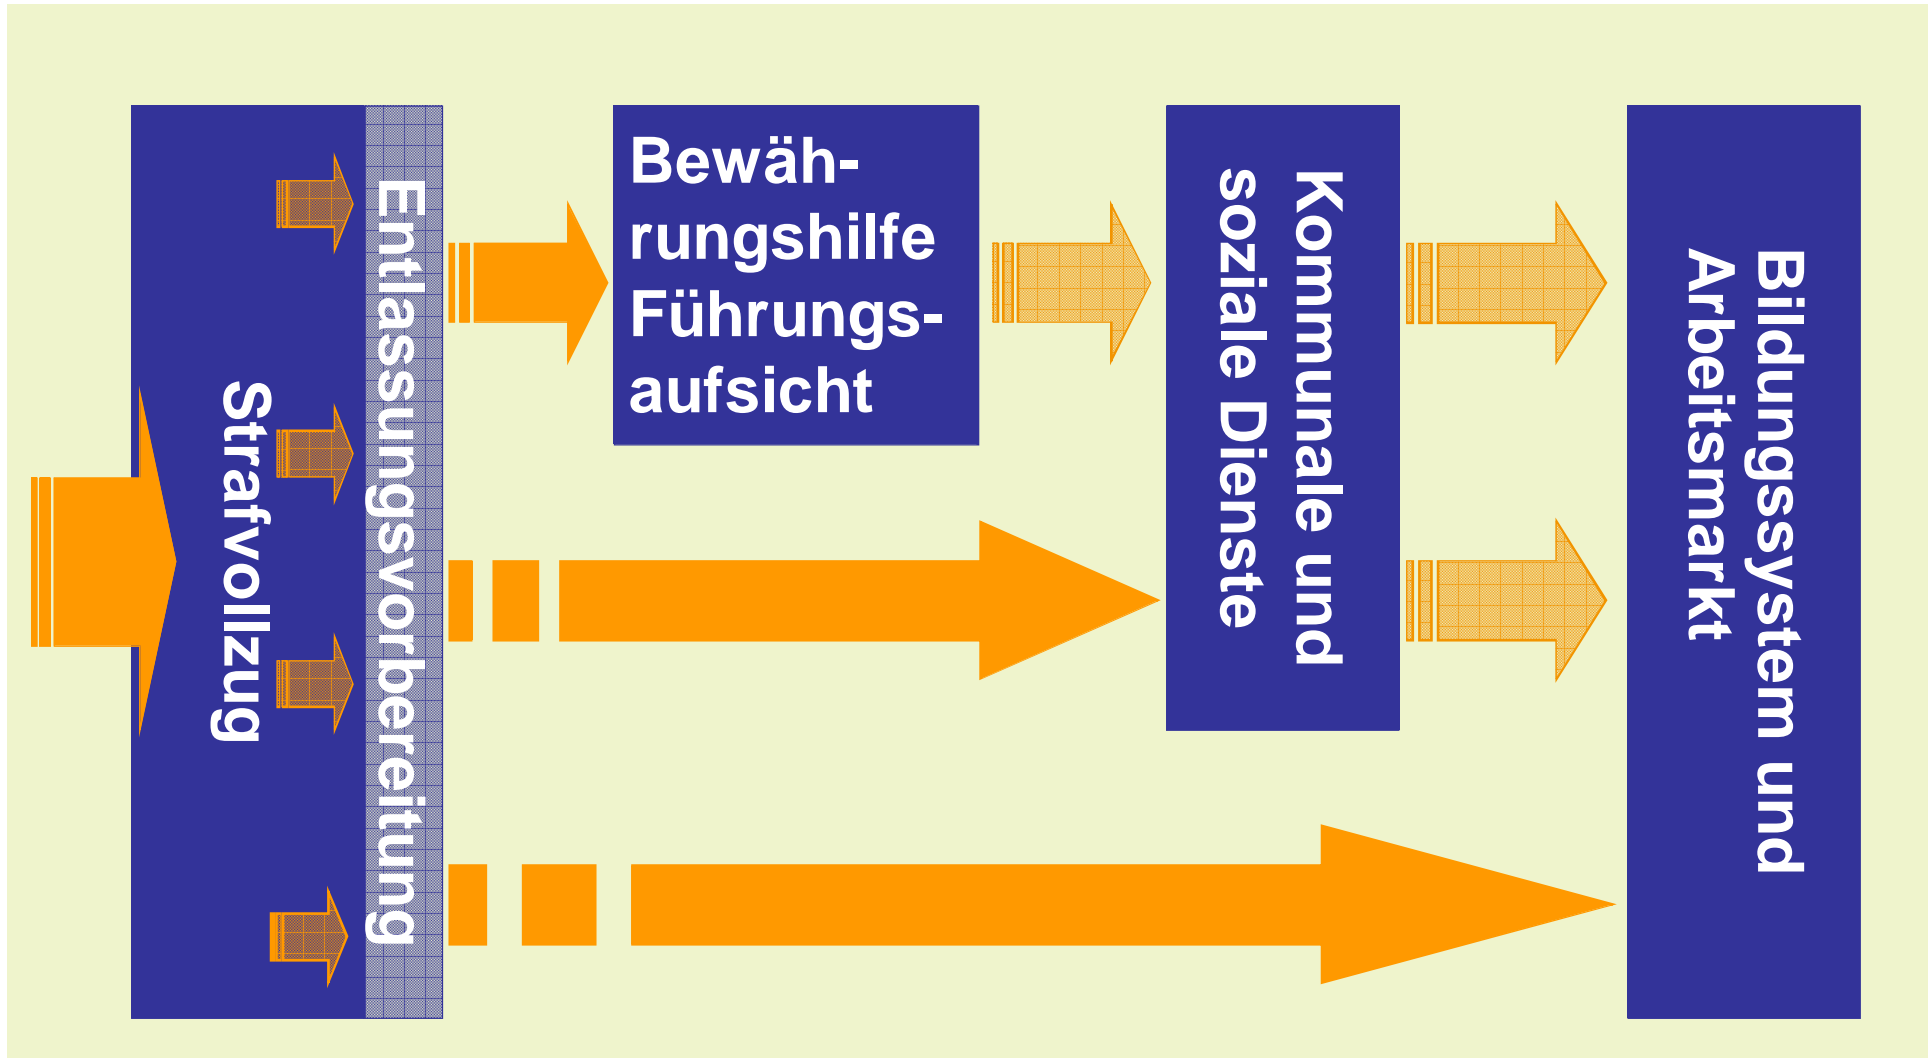 Strafvollzug
Entlassungsvorbereitung
Bewäh-
rungshilfe
Führungs-
aufsicht
Kommunale und
soziale Dienste
Bildungssystem und
Arbeitsmarkt